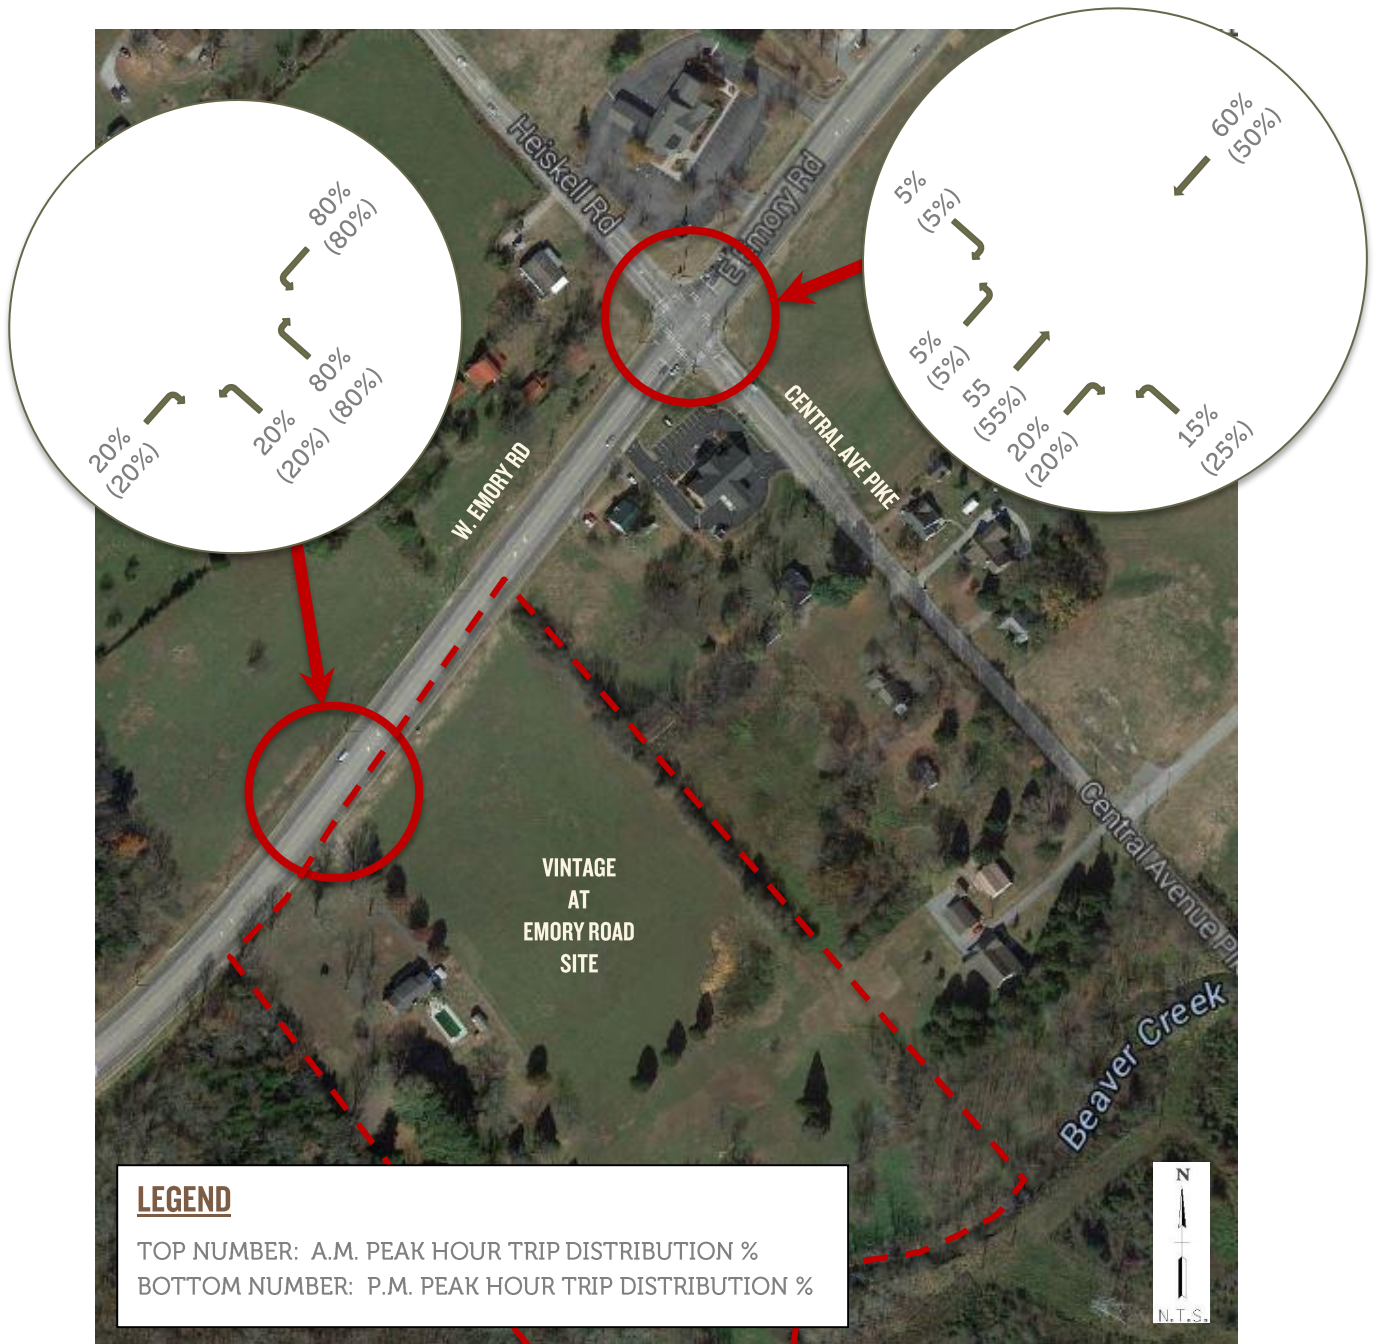 80%
(80%)
80%
(80%)
20%
(20%)
20%
(20%)
60%
(50%)
5%
(5%)
5%
(5%)
55
(55%)
20%
(20%)
15%
(25%)
Heiskell Rd
E Emory Rd
W. EMORY RD
CENTRAL AVE PIKE
Central Avenue Pi
Beaver Creek
VINTAGE
AT
EMORY ROAD
SITE
LEGEND
TOP NUMBER: A.M. PEAK HOUR TRIP DISTRIBUTION %
BOTTOM NUMBER: P.M. PEAK HOUR TRIP DISTRIBUTION %
N
N.T.S.